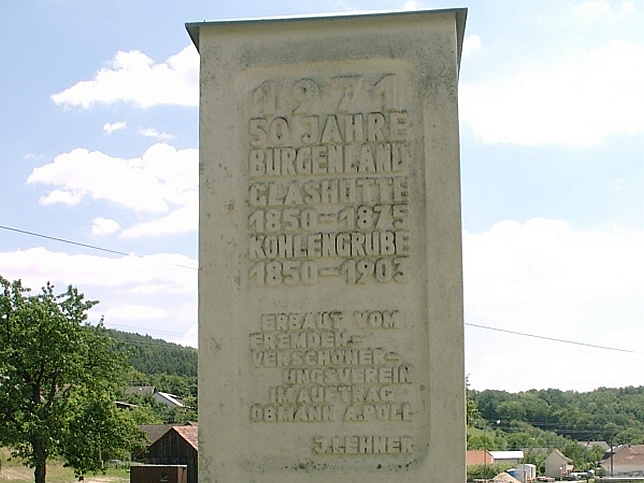 1971
50 JAHRE
BURGENLAND
GLASHÜTTE
1850-1875
KOHLENGRUBE
1850-1903
ERBAUT VOM
FREMDEN-
VERSCHÖNER-
UNGSVEREIN
IM AUFTRAG
OBMANN A. POLL
J. LEHNER